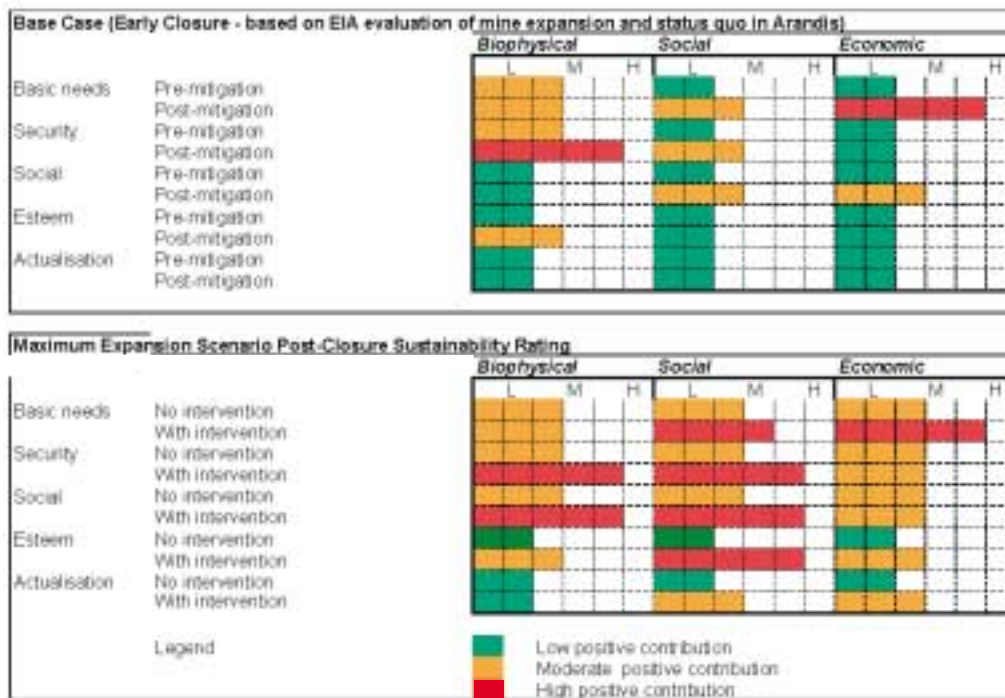 Base Case (Early Closure - based on EIA evaluation of mine expansion and status quo in Arandis)
Biophysical Social Economic
L M H L M H L M H
Basic needs Pre-mitigation
Post-mitigation
Security Pre-mitigation
Post-mitigation
Social Pre-mitigation
Post-mitigation
Esteem Pre-mitigation
Post-mitigation
Actualisation Pre-mitigation
Post-mitigation
Maximum Expansion Scenario Post-Closure Sustainability Rating
Biophysical Social Economic
L M H L M H L M H
Basic needs No intervention
With intervention
Security No intervention
With intervention
Social No intervention
With intervention
Esteem No intervention
With intervention
Actualisation No intervention
With intervention
Legend Low positive contribution
Moderate positive contribution
High positive contribution